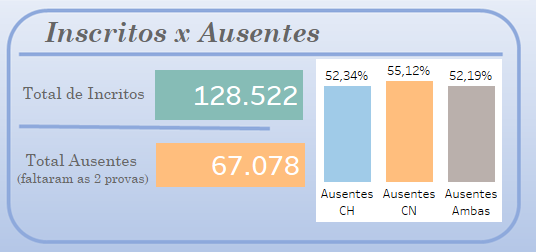 Inscritos x Ausentes
Total de Incritos
128.522
Total Ausentes
(faltaram as 2 provas)
67.078
52,34%
55,12%
52,19%
Ausentes
CH
Ausentes
CN
Ausentes
Ambas